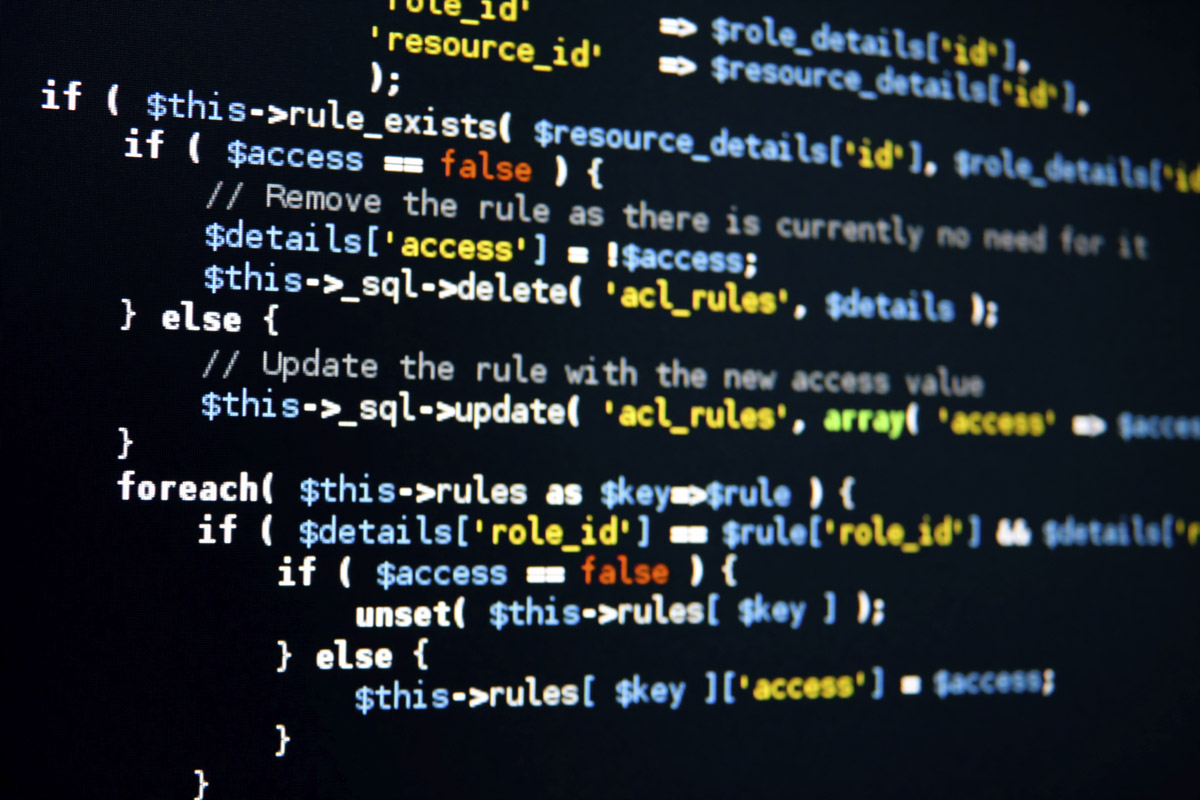 'role_id' => $role_details['id'],
'resource_id' => $resource_details['id'],
);
if ( $this->rule_exists( $resource_details['id'], $role_details['id
if ( $access == false ) {
// Remove the rule as there is currently no need for it
$details['access'] = !$access;
$this->_sql->delete( 'acl_rules', $details );
} else {
// Update the rule with the new access value
$this->_sql->update( 'acl_rules', array( 'access' => $acces
}
foreach( $this->rules as $key=>$rule ) {
if ( $details['role_id'] == $rule['role_id'] && $details['r
if ( $access == false ) {
unset( $this->rules[ $key ] );
} else {
$this->rules[ $key ]['access'] = $access;
}
}